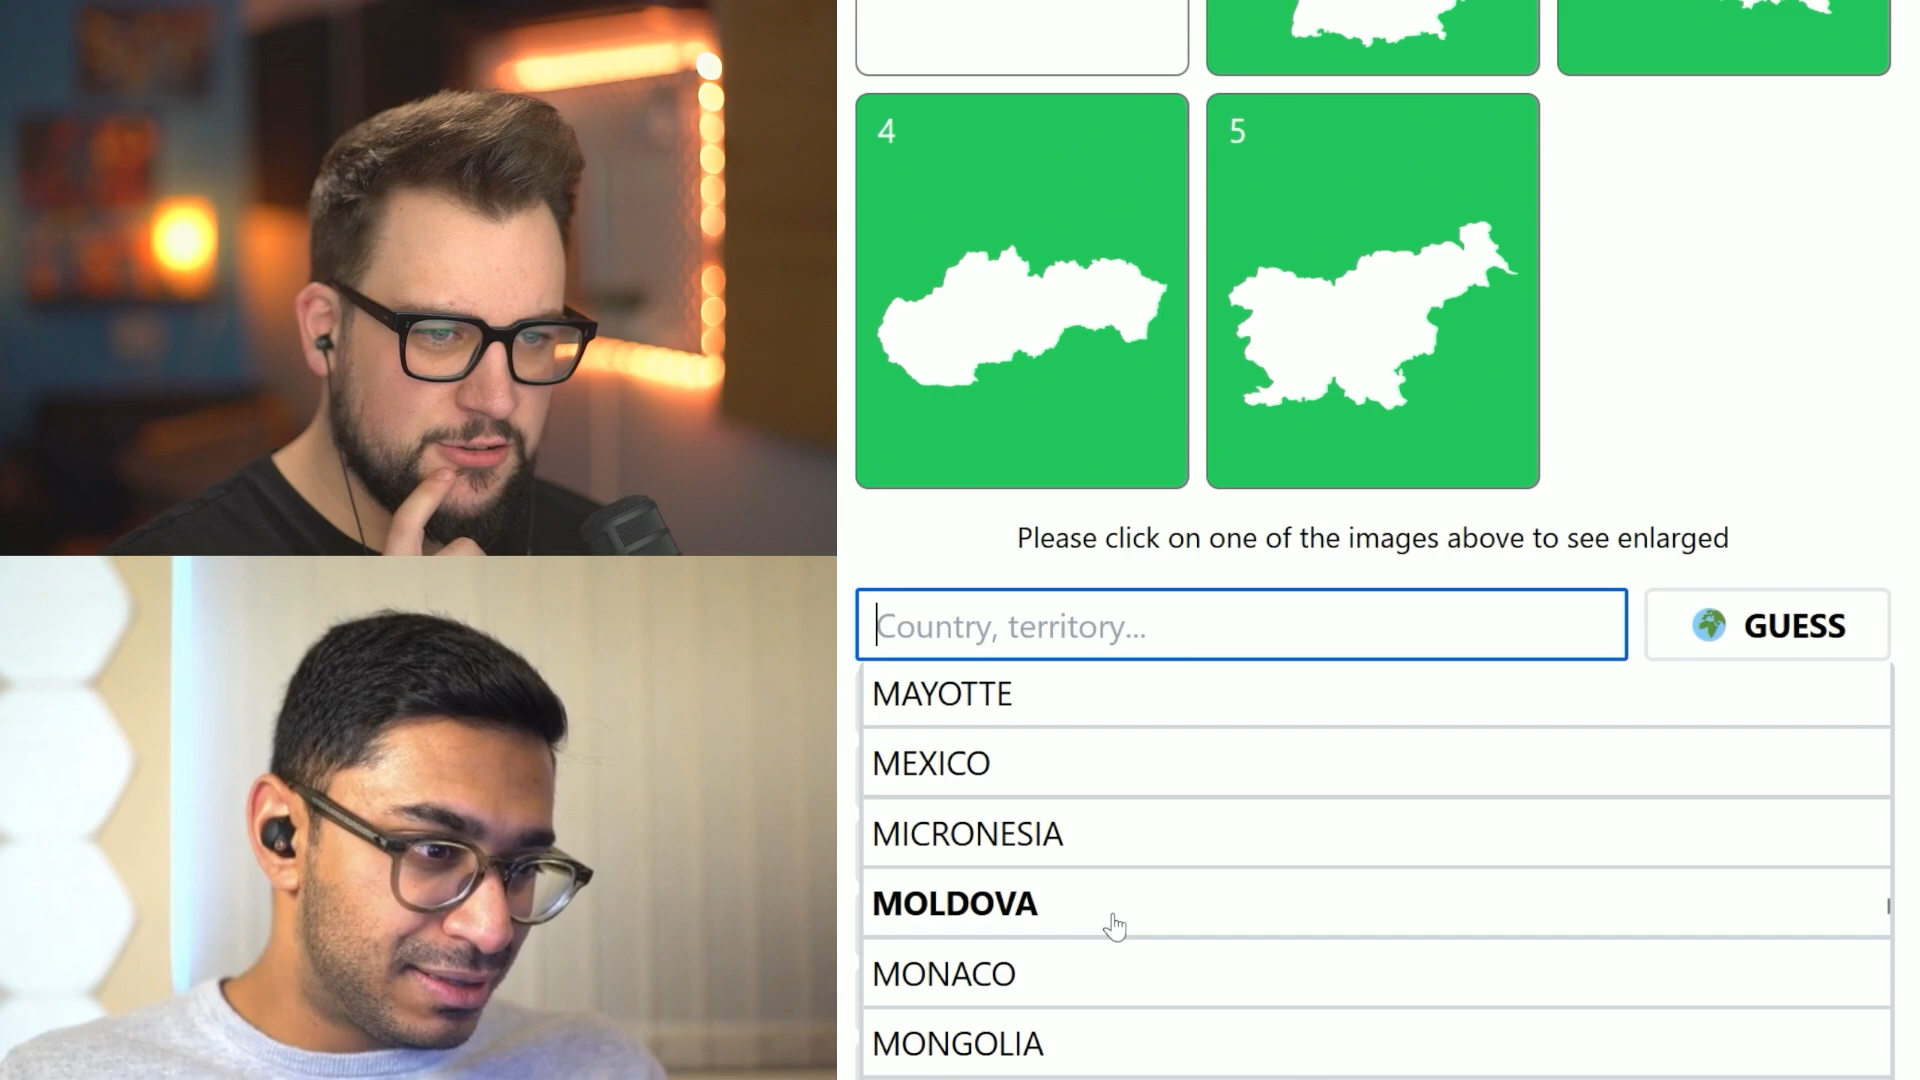 4
5
Please click on one of the images above to see enlarged
Country, territory...
GUESS
MAYOTTE
MEXICO
MICRONESIA
MOLDOVA
MONACO
MONGOLIA